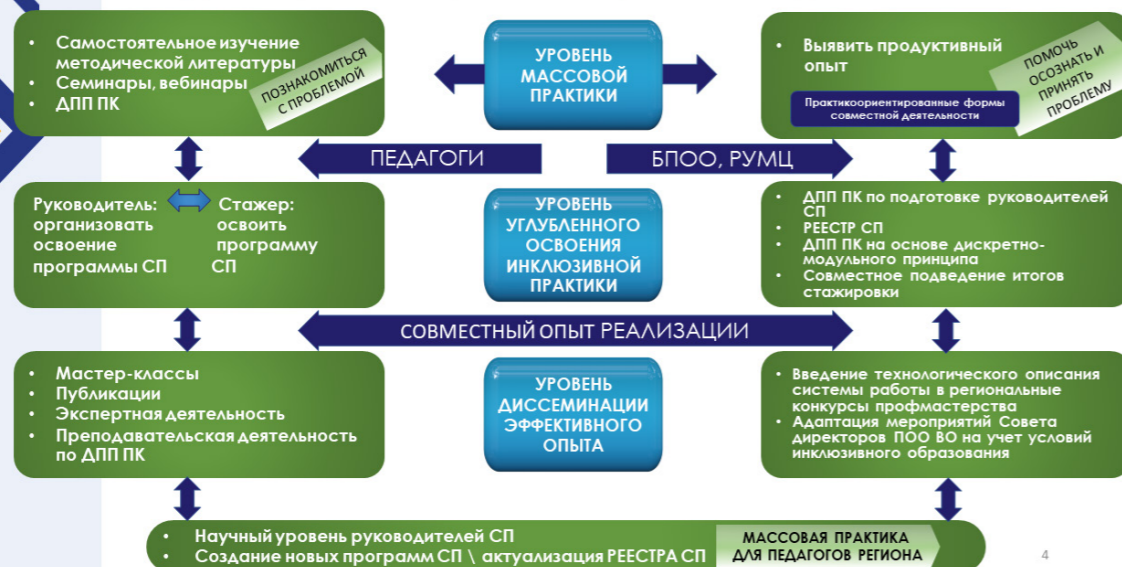 • Самостоятельное изучение
методической литературы
• Семинары, вебинары
• ДПП ПК
ПОЗНАКОМИТЬСЯ
С ПРОБЛЕМОЙ
УРОВЕНЬ
МАССОВОЙ
ПРАКТИКИ
• Выявить продуктивный
опыт
ПОМОЧЬ
ОСОЗНАТЬ И
ПРИНЯТЬ
ПРОБЛЕМУ
Практикоориентированные формы
совместной деятельности
ПЕДАГОГИ
БПОО, РУМЦ
Руководитель:
организовать
освоение
программы СП
Стажер:
освоить
программу
СП
УРОВЕНЬ
УГЛУБЛЕННОГО
ОСВОЕНИЯ
ИНКЛЮЗИВНОЙ
ПРАКТИКИ
• ДПП ПК по подготовке руководителей
СП
• РЕЕСТР СП
• ДПП ПК на основе дискретно-
модульного принципа
• Совместное подведение итогов
стажировки
СОВМЕСТНЫЙ ОПЫТ РЕАЛИЗАЦИИ
• Мастер-классы
• Публикации
• Экспертная деятельность
• Преподавательская деятельность
по ДПП ПК
УРОВЕНЬ
ДИССЕМИНАЦИИ
ЭФФЕКТИВНОГО
ОПЫТА
• Введение технологического описания
системы работы в региональные
конкурсы профмастерства
• Адаптация мероприятий Совета
директоров ПОО ВО на учет условий
инклюзивного образования
• Научный уровень руководителей СП
• Создание новых программ СП \ актуализация РЕЕСТРА СП
МАССОВАЯ ПРАКТИКА
ДЛЯ ПЕДАГОГОВ РЕГИОНА
4